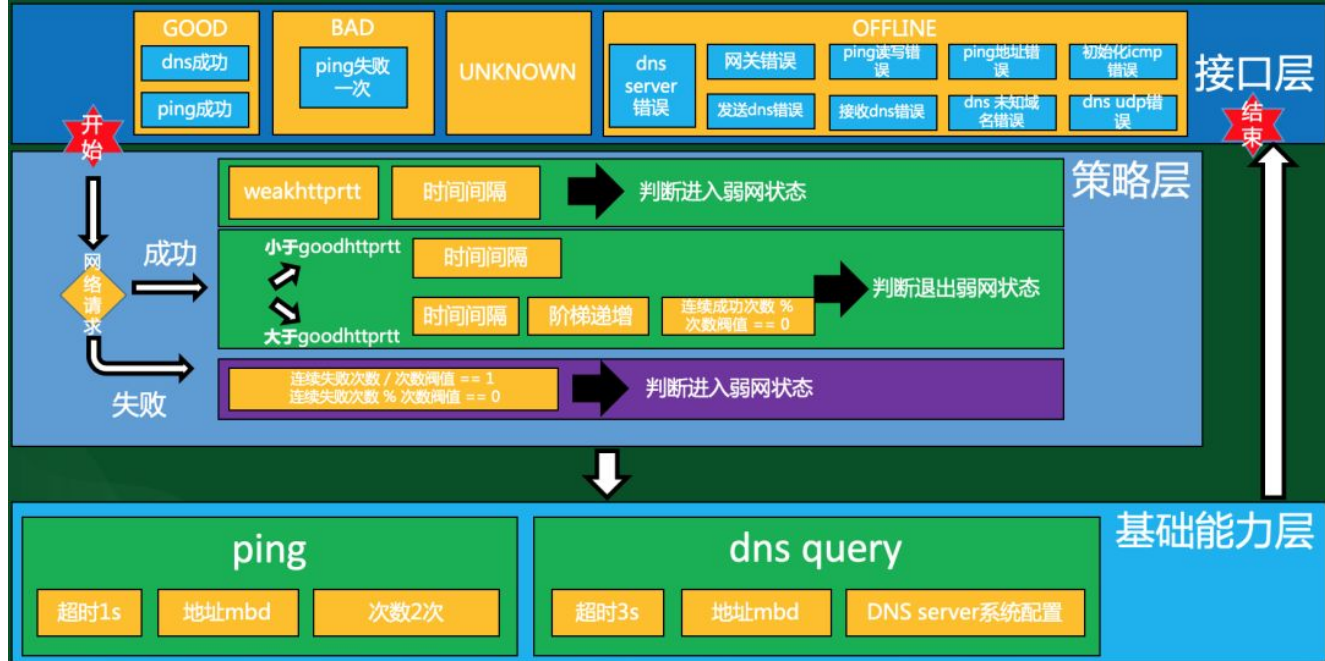 GOOD
dns成功
ping成功
BAD
ping失败
一次
UNKNOWN
OFFLINE
dns
server
错误
网关错误
ping读写错
误
ping地址错
误
初始化icmp
错误
发送dns错误
接收dns错误
dns 未知域
名错误
dns udp错
误
接口层
开
始
结
束
策略层
weakhttprtt
时间间隔
判断进入弱网状态
网
络
请
求
成功
小于goodhttprtt
时间间隔
大于goodhttprtt
时间间隔
阶梯递增
连续成功次数 %
次数阀值 == 0
判断退出弱网状态
失败
连续失败次数 / 次数阀值 == 1
连续失败次数 % 次数阀值 == 0
判断进入弱网状态
基础能力层
ping
超时1s
地址mbd
次数2次
dns query
超时3s
地址mbd
DNS server系统配置